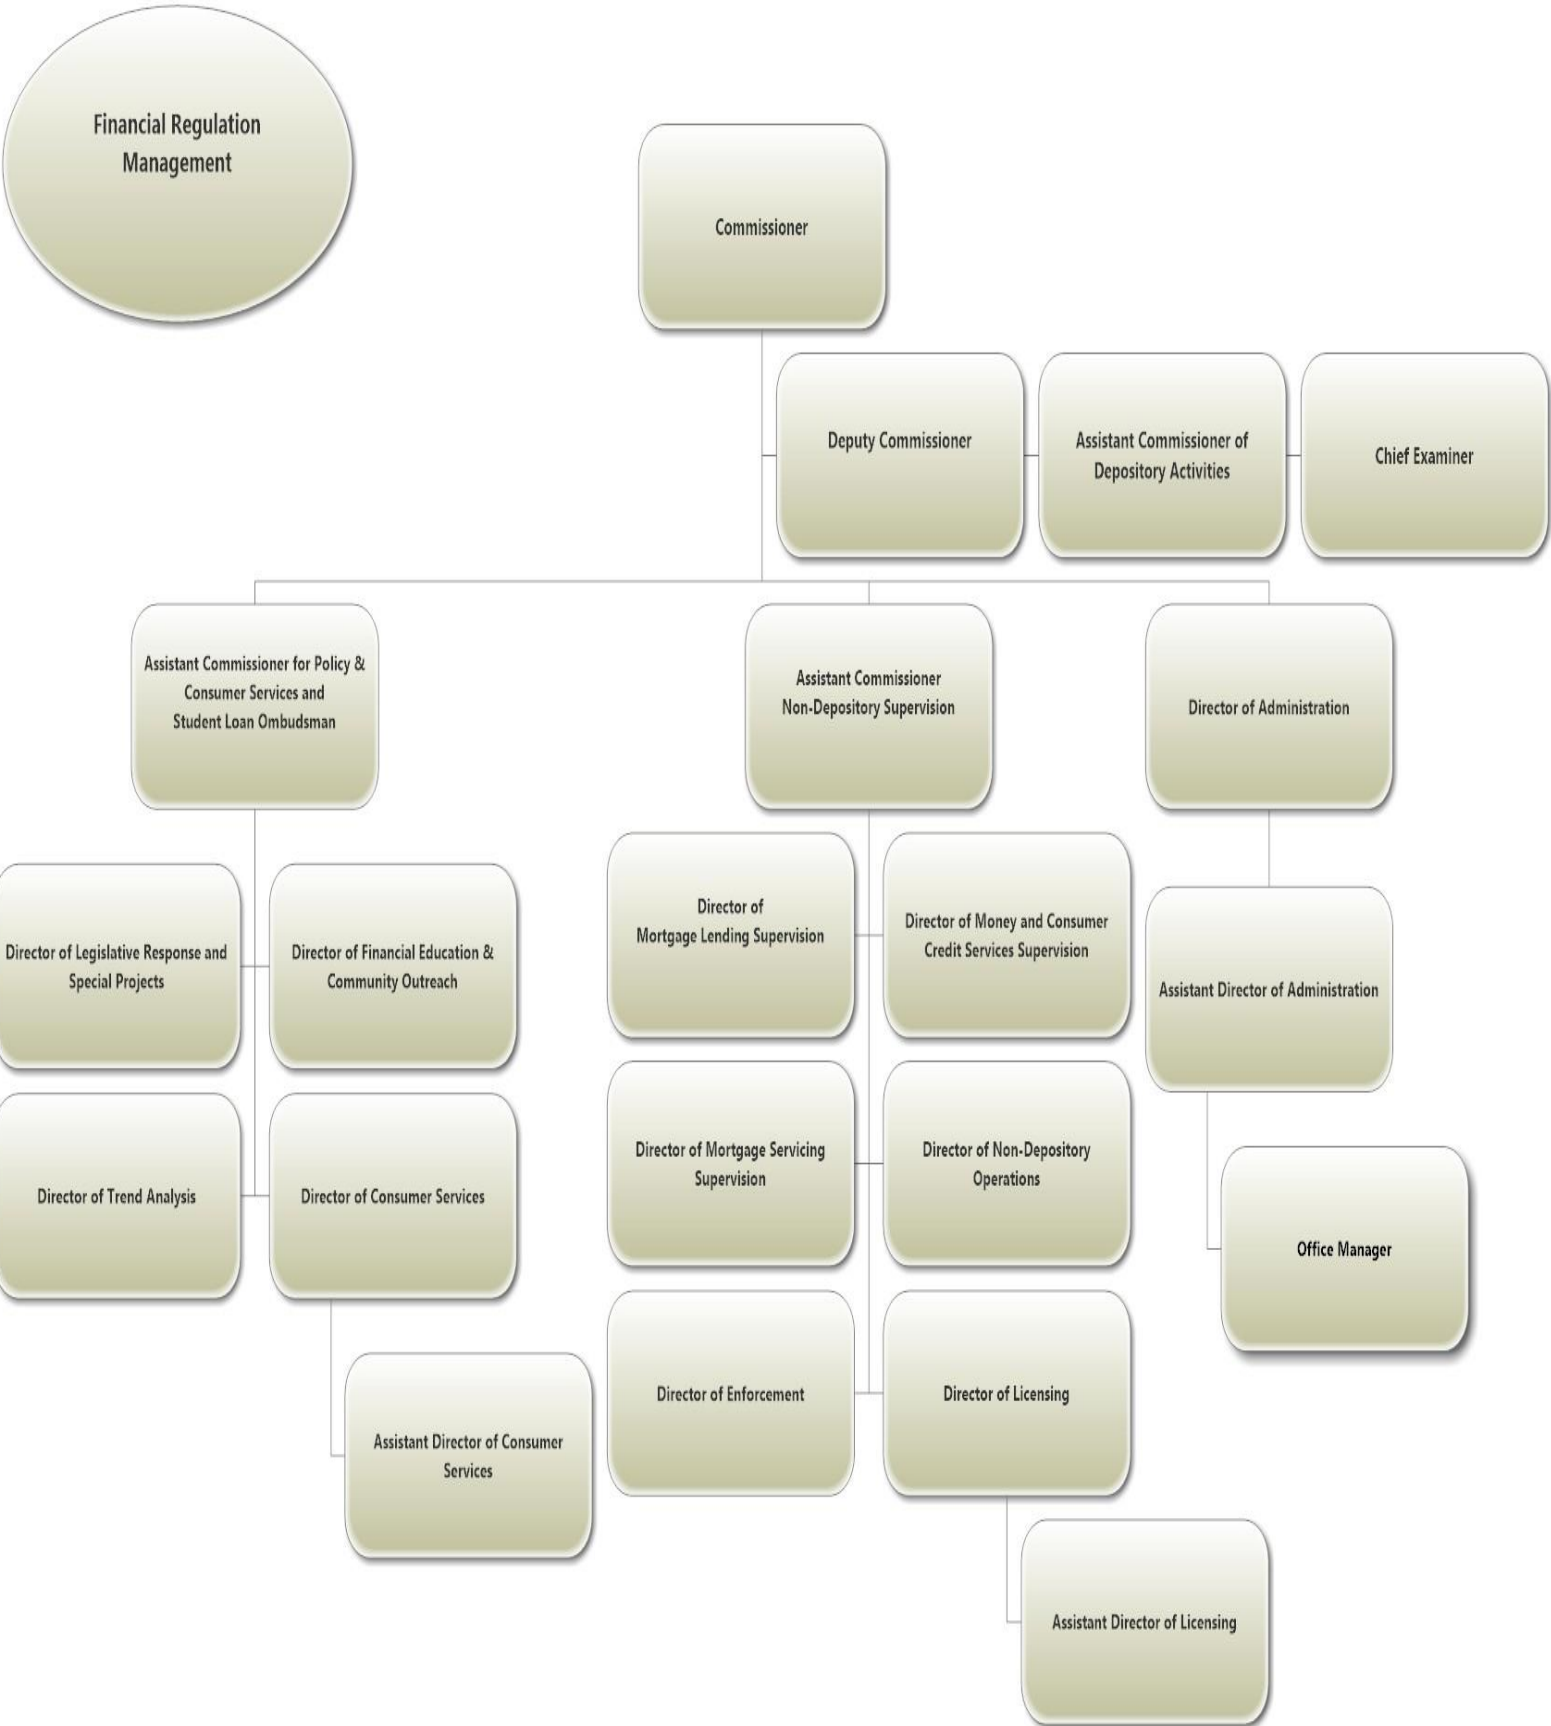 Financial Regulation
Management
Commissioner
Deputy Commissioner
Assistant Commissioner of
Depository Activities
Chief Examiner
Assistant Commissioner for Policy &
Consumer Services and
Student Loan Ombudsman
Assistant Commissioner
Non-Depository Supervision
Director of Administration
Director of Legislative Response and
Special Projects
Director of Financial Education &
Community Outreach
Director of
Mortgage Lending Supervision
Director of Money and Consumer
Credit Services Supervision
Assistant Director of Administration
Director of Trend Analysis
Director of Consumer Services
Director of Mortgage Servicing
Supervision
Director of Non-Depository
Operations
Office Manager
Assistant Director of Consumer
Services
Director of Enforcement
Director of Licensing
Assistant Director of Licensing